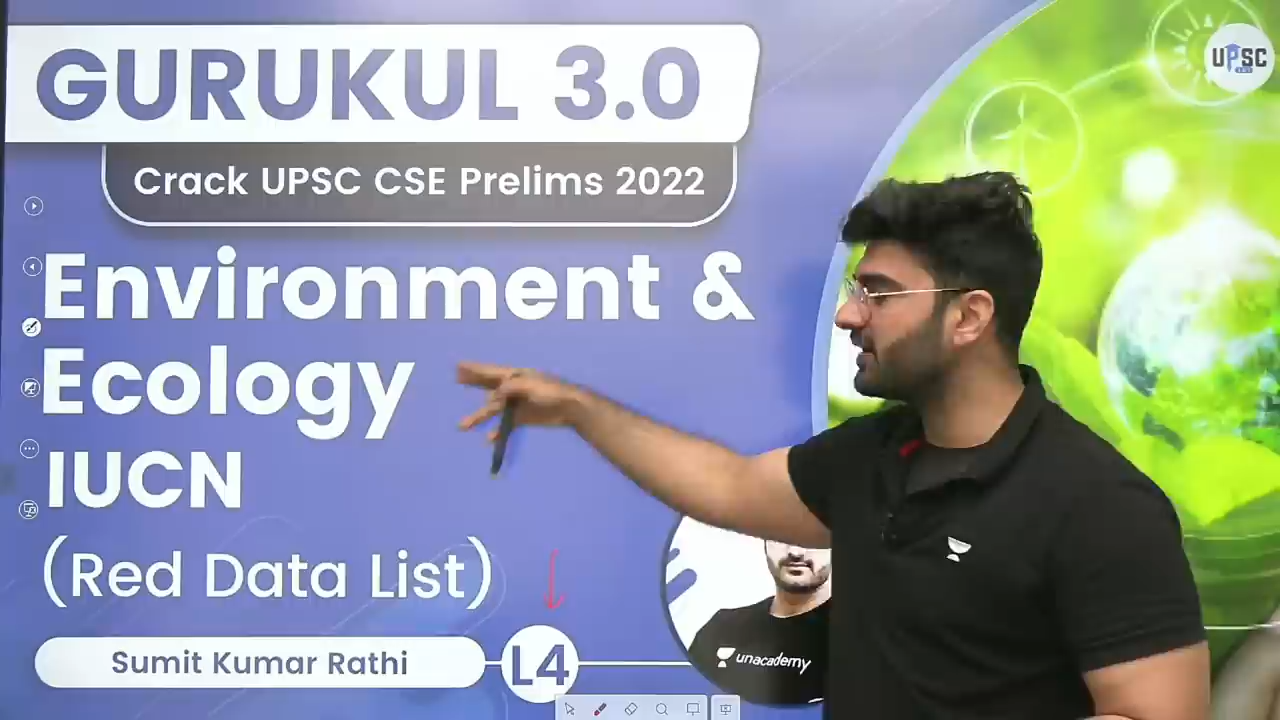 GURUKUL 3.0
UPSC
Crack UPSC CSE Prelims 2022
Environment &
Ecology
IUCN
(Red Data List)
Sumit Kumar Rathi
L4
unacademy